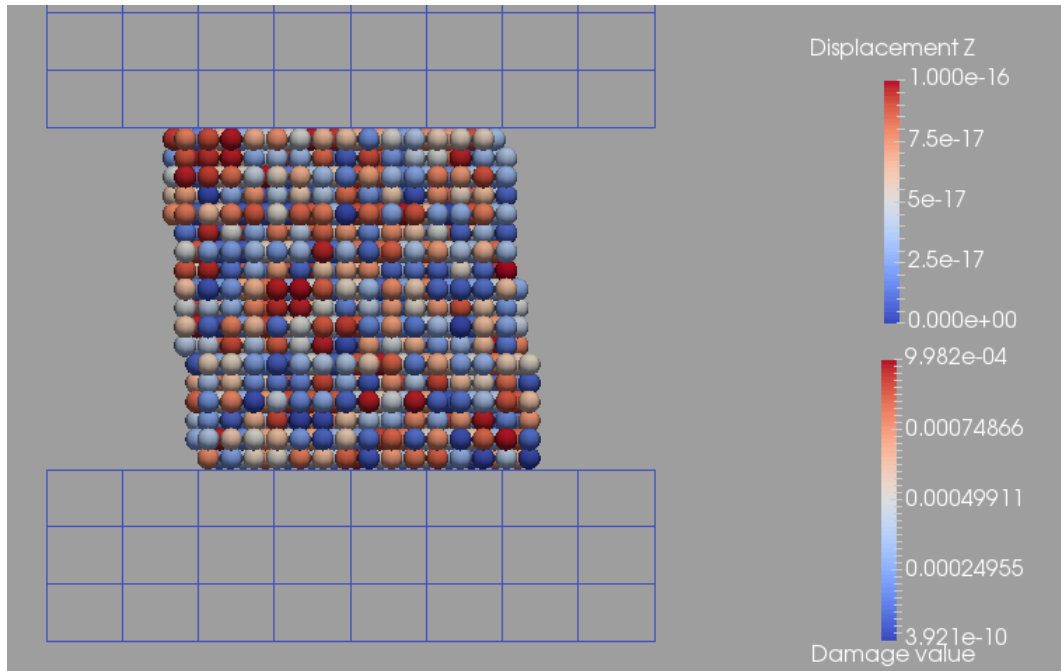 Displacement Z
1.000e-16
7.5e-17
5e-17
2.5e-17
0.000e+00
9.982e-04
0.00074866
0.00049911
0.00024955
3.921e-10
Damage value